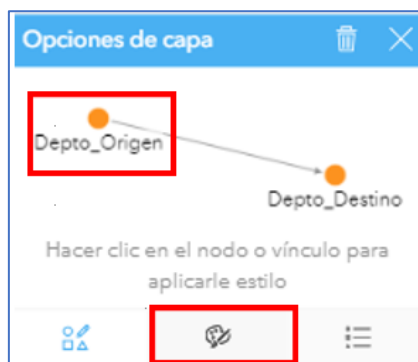 Opciones de capa
Depto_Origen
Depto_Destino
Hacer clic en el nodo o vínculo para
aplicarle estilo